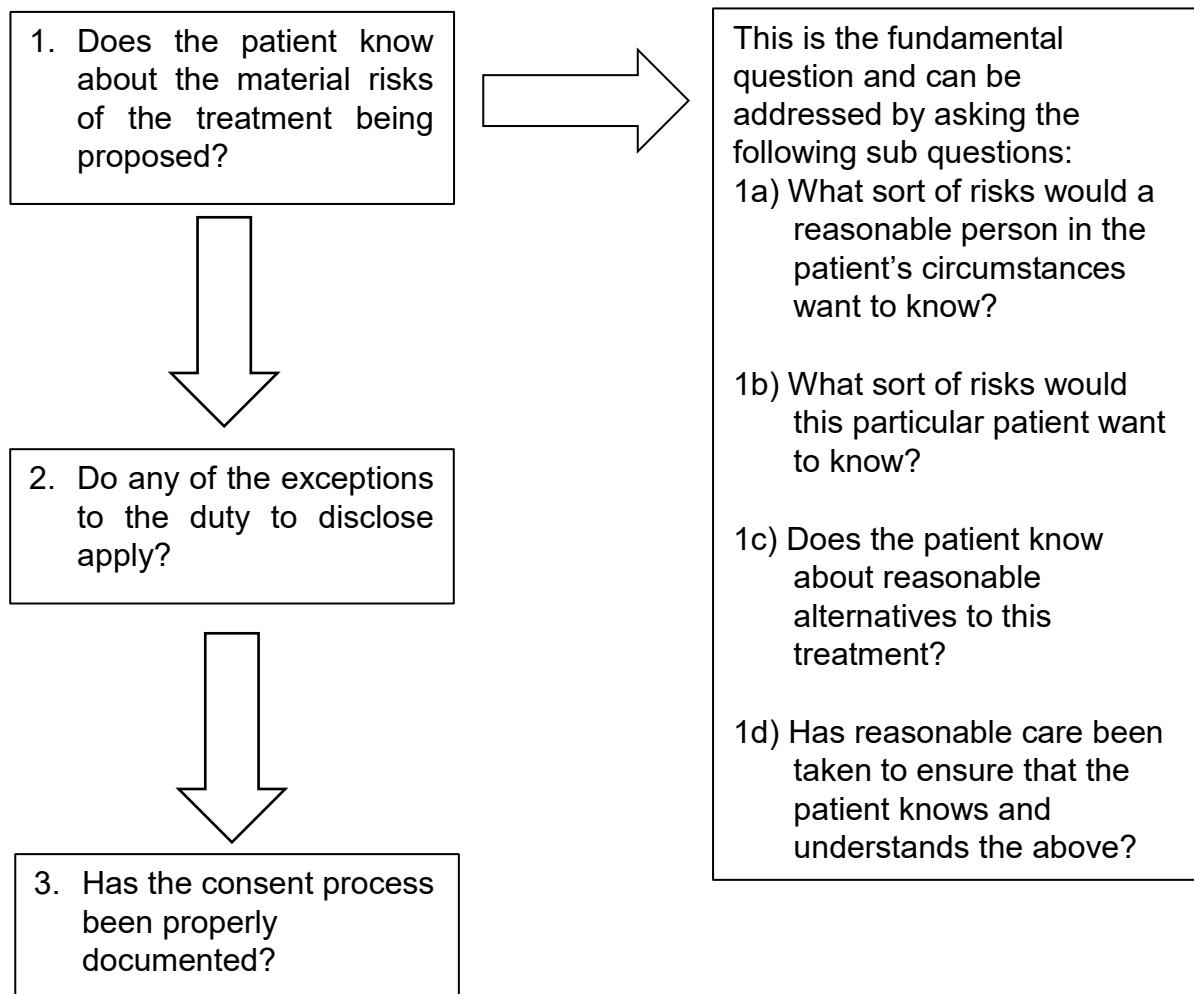 1. Does the patient know
about the material risks
of the treatment being
proposed?
This is the fundamental
question and can be
addressed by asking the
following sub questions:
1a) What sort of risks would a
reasonable person in the
patient’s circumstances
want to know?
1b) What sort of risks would
this particular patient want
to know?
1c) Does the patient know
about reasonable
alternatives to this
treatment?
1d) Has reasonable care been
taken to ensure that the
patient knows and
understands the above?
2. Do any of the exceptions
to the duty to disclose
apply?
3. Has the consent process
been properly
documented?